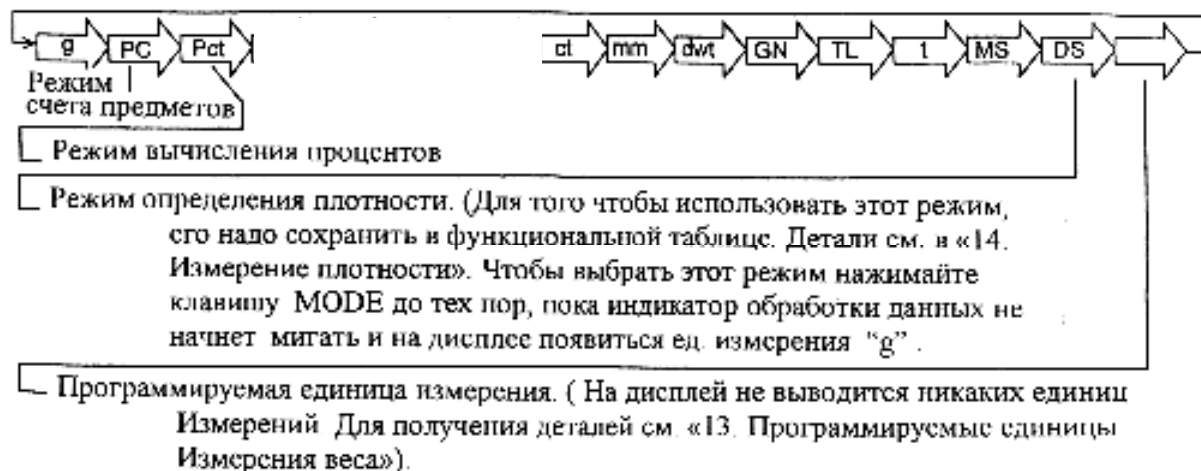 g PC Pct ct mm dwt GN TL t MS DS
Режим
счета предметов
Режим вычисления процентов
Режим определения плотности. (Для того чтобы использовать этот режим,
его надо сохранить в функциональной таблице. Детали см. в «14.
Измерение плотности». Чтобы выбрать этот режим нажимайте
клавишу MODE до тех пор, пока индикатор обработки данных не
начнет мигать и на дисплее появиться ед. измерения “g” .
Программируемая единица измерения. ( На дисплей не выводится никаких единиц
Измерений Для получения деталей см. «13. Программируемые единицы
Измерения веса»).